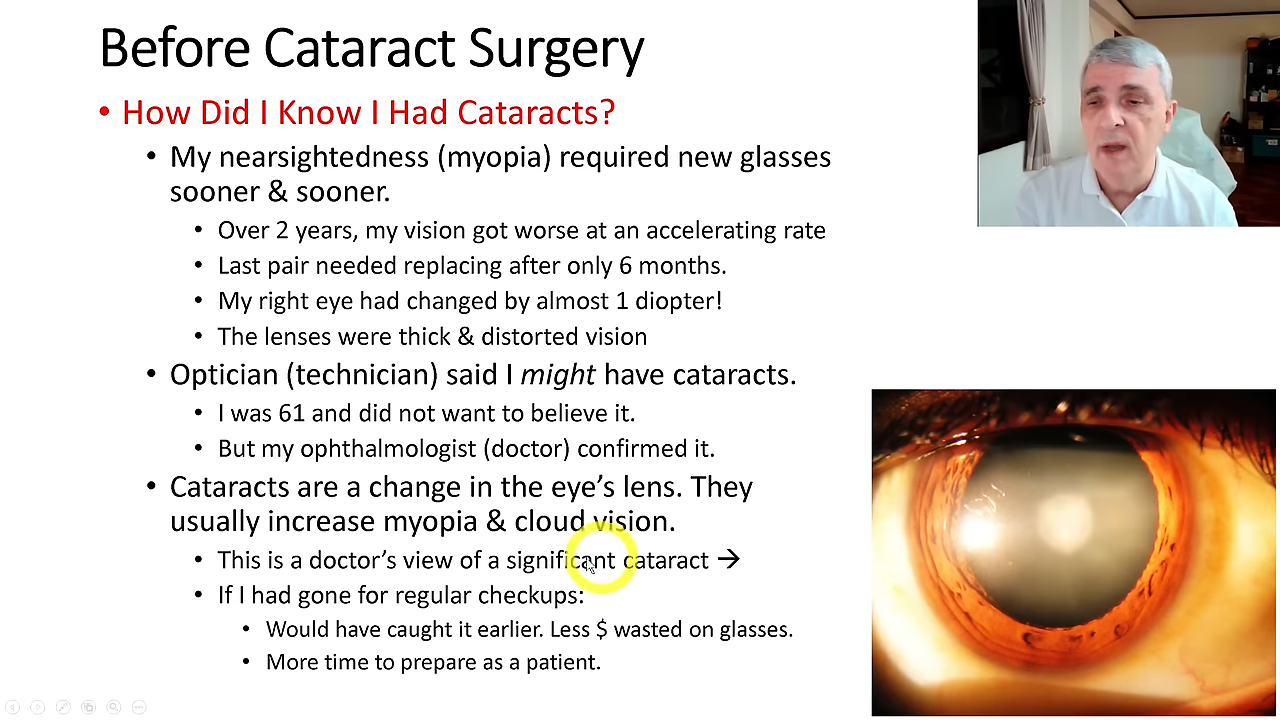 Before Cataract Surgery
• How Did I Know I Had Cataracts?
• My nearsightedness (myopia) required new glasses
sooner & sooner.
• Over 2 years, my vision got worse at an accelerating rate
• Last pair needed replacing after only 6 months.
• My right eye had changed by almost 1 diopter!
• The lenses were thick & distorted vision
• Optician (technician) said I might have cataracts.
• I was 61 and did not want to believe it.
• But my ophthalmologist (doctor) confirmed it.
• Cataracts are a change in the eye’s lens. They
usually increase myopia & cloud vision.
• This is a doctor’s view of a significant cataract →
• If I had gone for regular checkups:
• Would have caught it earlier. Less $ wasted on glasses.
• More time to prepare as a patient.